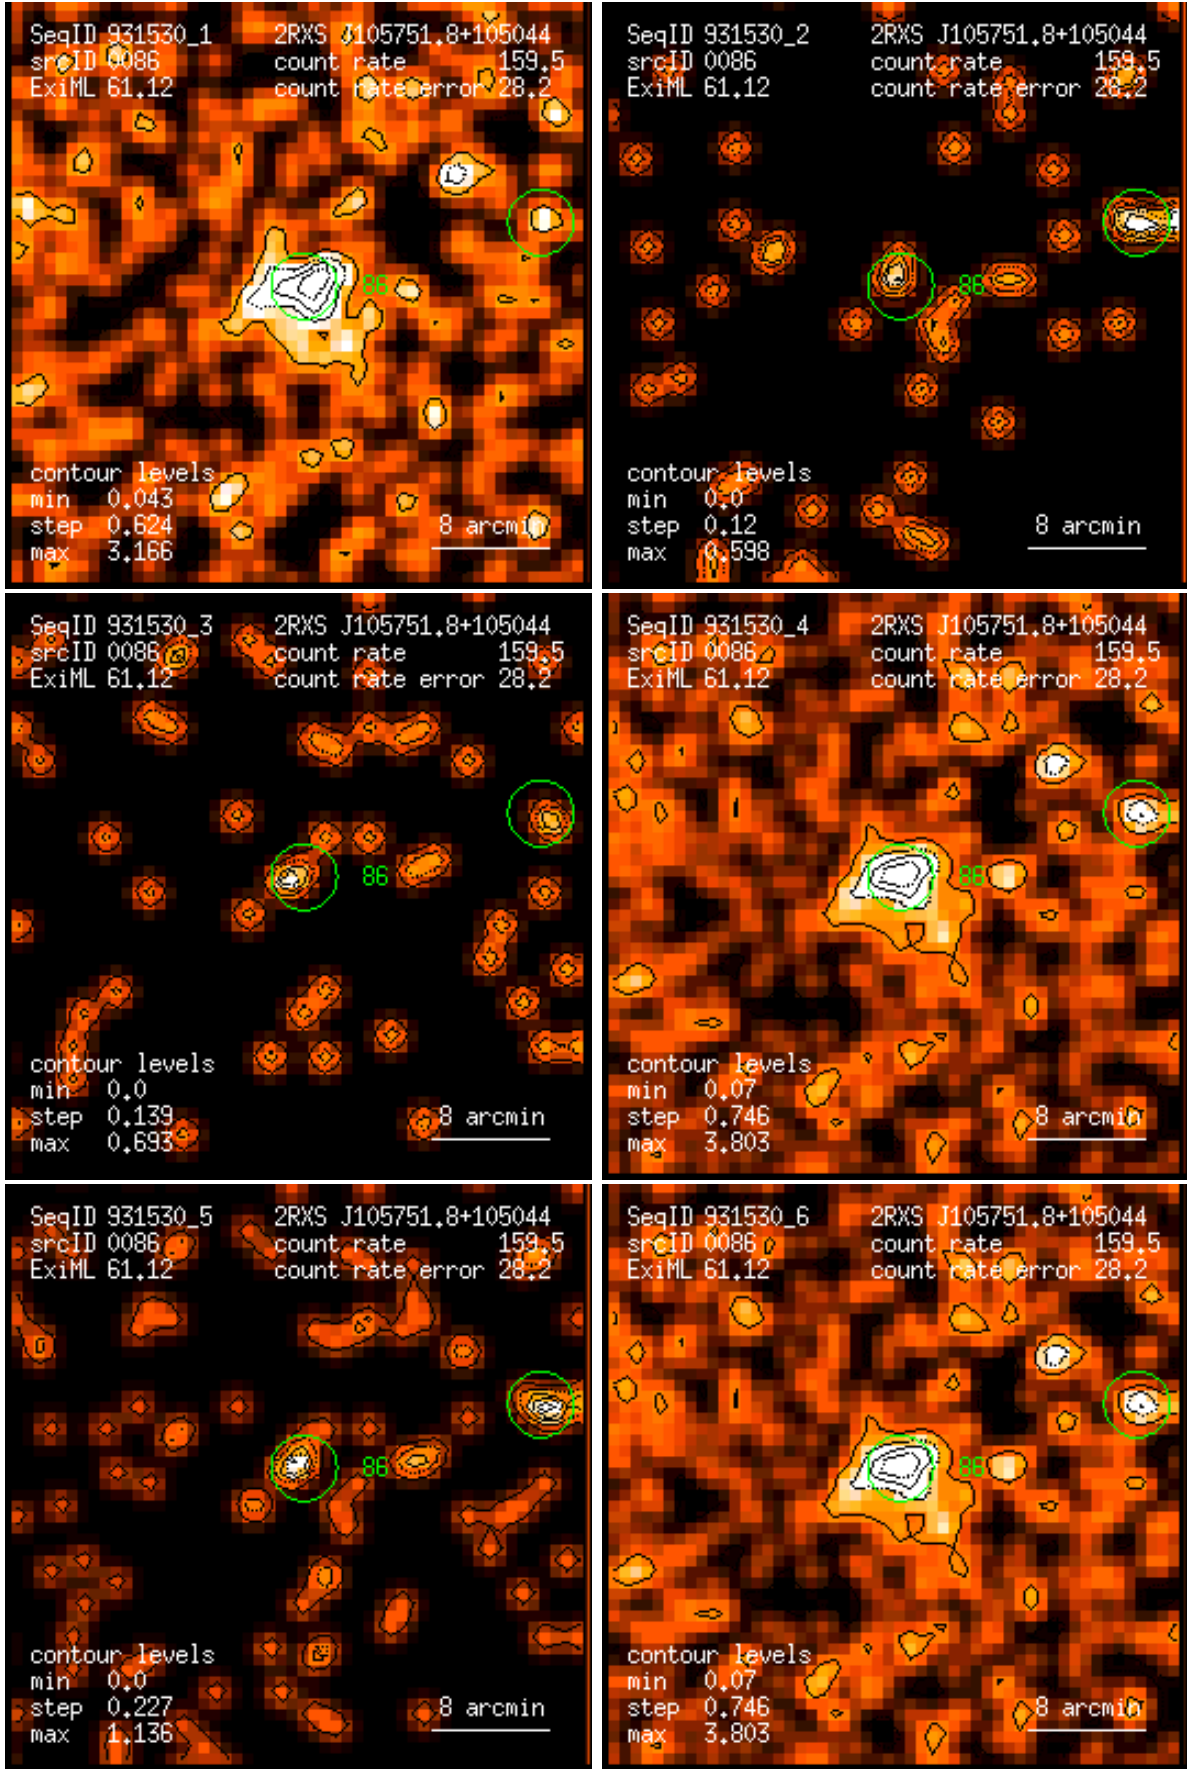 SeqID 931530_1 2RXS J105751.8+105044
srcID 0086 count rate 159.5
ExiML 61.12 count rate error 28.2
86
contour levels
min 0.043
step 0.624 8 arcmin
max 3.166
SeqID 931530_2 2RXS J105751.8+105044
srcID 0086 count rate 159.5
ExiML 61.12 count rate error 28.2
86
contour levels
min 0.0
step 0.12 8 arcmin
max 0.598
SeqID 931530_3 2RXS J105751.8+105044
srcID 0086 count rate 159.5
ExiML 61.12 count rate error 28.2
86
contour levels
min 0.0
step 0.139 8 arcmin
max 0.693
SeqID 931530_4 2RXS J105751.8+105044
srcID 0086 count rate 159.5
ExiML 61.12 count rate error 28.2
86
contour levels
min 0.07
step 0.746 8 arcmin
max 3.803
SeqID 931530_5 2RXS J105751.8+105044
srcID 0086 count rate 159.5
ExiML 61.12 count rate error 28.2
86
contour levels
min 0.0
step 0.227 8 arcmin
max 1.136
SeqID 931530_6 2RXS J105751.8+105044
srcID 0086 count rate 159.5
ExiML 61.12 count rate error 28.2
86
contour levels
min 0.07
step 0.746 8 arcmin
max 3.803